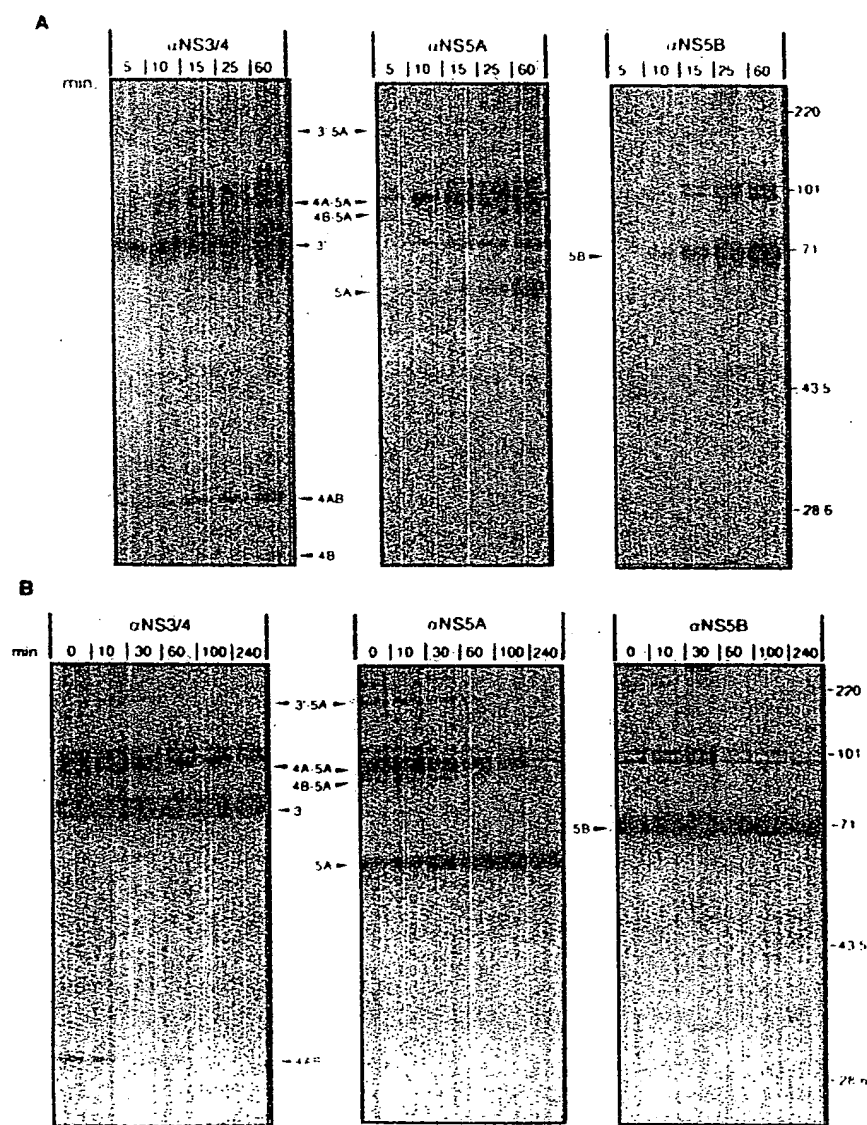 A
αNS3/4
αNS5A
αNS5B
min.
5 | 10 | 15 | 25 | 60
5 | 10 | 15 | 25 | 60
5 | 10 | 15 | 25 | 60
3' 5A
4A-5A
4B-5A
3'
5A
4AB
4B
5B
220
101
71
43.5
28 6
B
αNS3/4
αNS5A
αNS5B
min
0 | 10 | 30 | 60 | 100 | 240
0 | 10 | 30 | 60 | 100 | 240
0 | 10 | 30 | 60 | 100 | 240
3'-5A
4A-5A
4B-5A
3
5A
5B
220
101
71
43 5